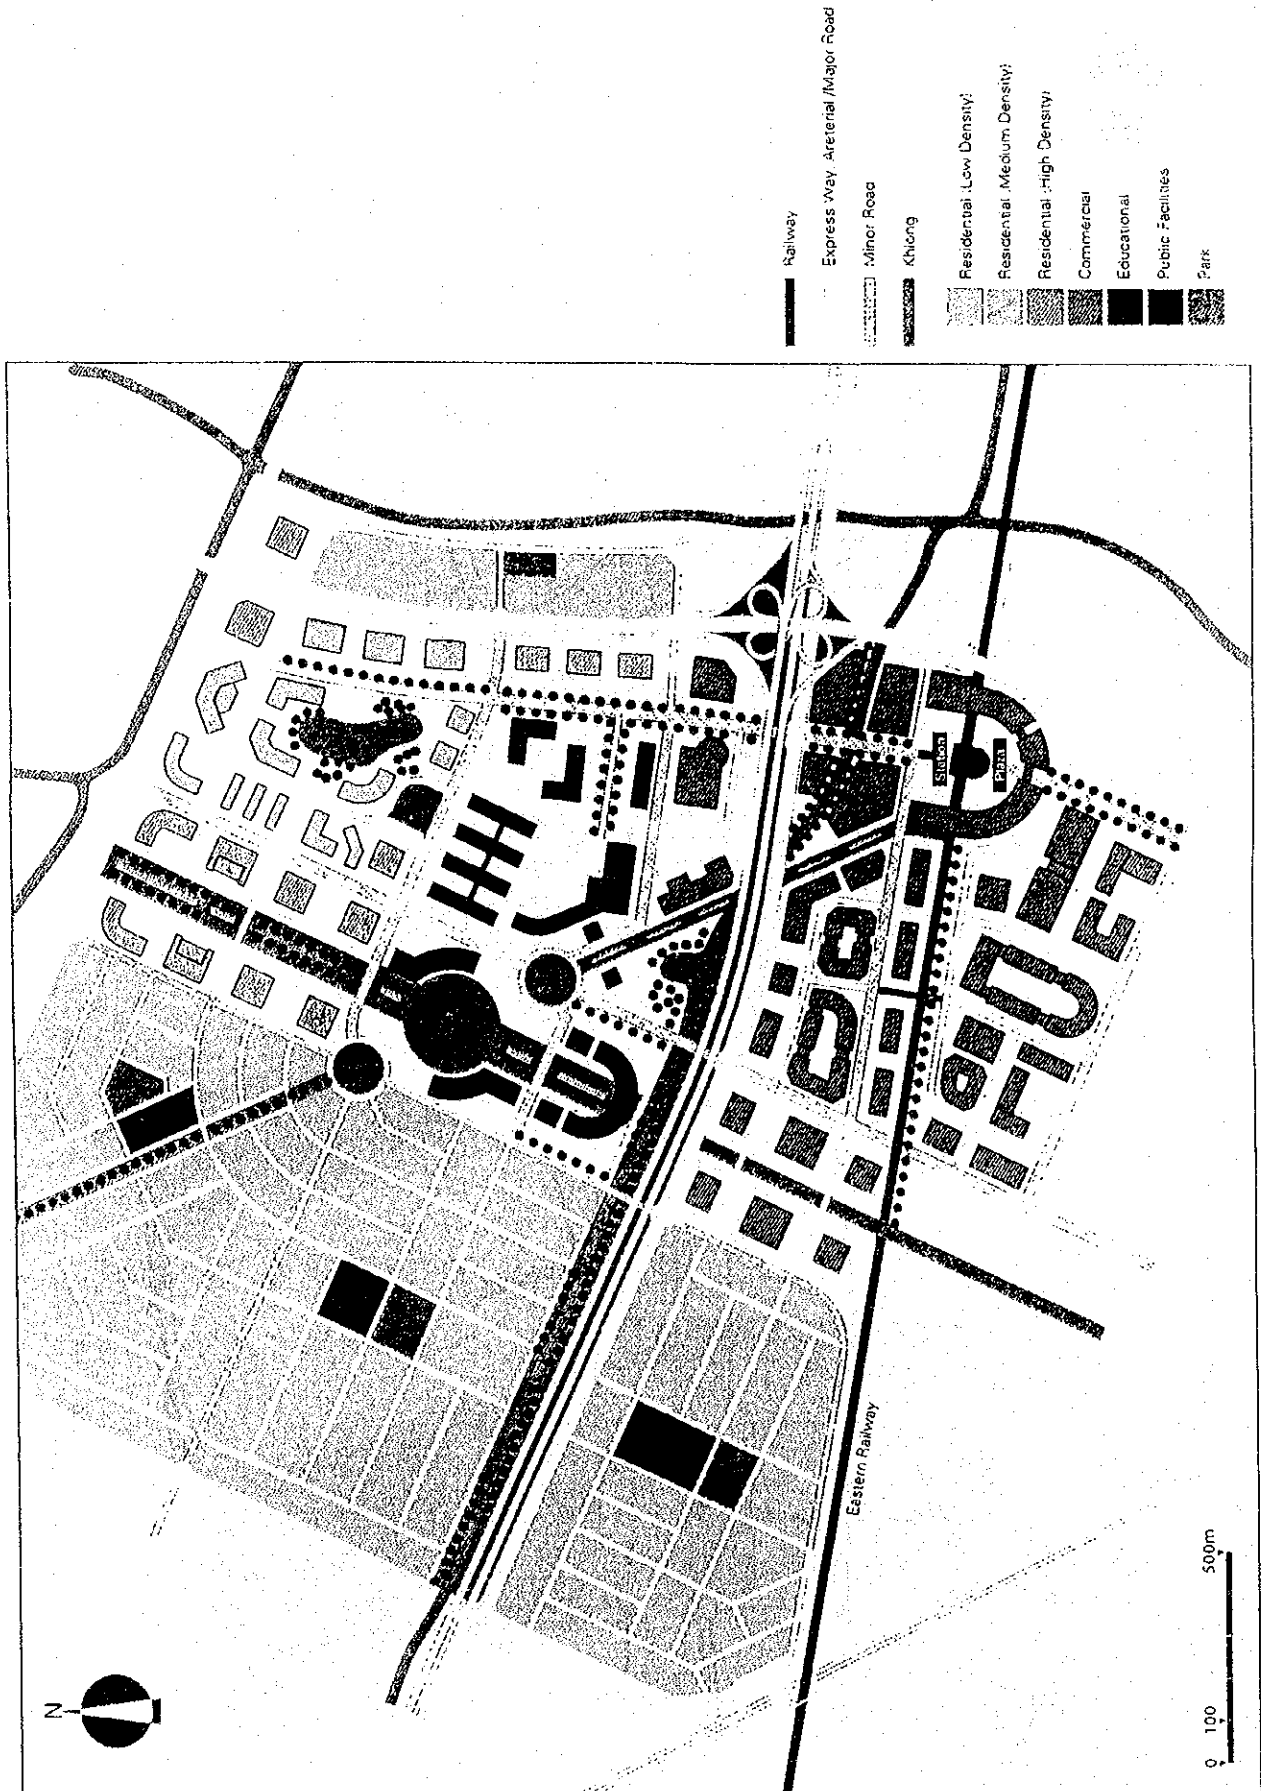 Railway
Express Way, Areterial /Major Road
Minor Road
Khlong
Residential (Low Density)
Residential (Medium Density)
Residential (High Density)
Commercial
Educational
Public Facilities
Park
Station
Plaza
Eastern Railway
N
0 100 500m